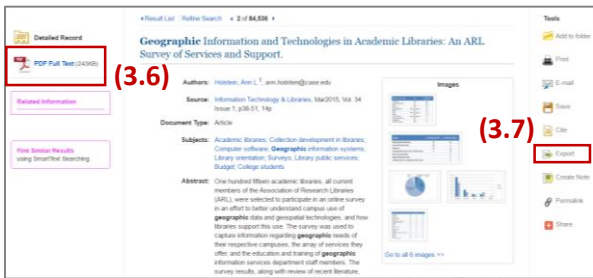 Result List | Refine Search 2 of 84,536
Tools
Detailed Record
PDF Full Text (243KB)
(3.6)
Related Information
Find Similar Results
using SmartText Searching.
Geographic Information and Technologies in Academic Libraries: An ARL
Survey of Services and Support.
Authors: Holstein, Ann L 1, ann.holstein@case.edu
Source: Information Technology & Libraries, Mar2015, Vol. 34
Issue 1, p38-51, 14p
Document Type: Article
Subjects: Academic libraries; Collection development in libraries;
Computer software; Geographic information systems;
Library orientation; Surveys; Library public services;
Budget; College students
Abstract: One hundred fifteen academic libraries, all current
members of the Association of Research Libraries
(ARL), were selected to participate in an online survey
in an effort to better understand campus use of
geographic data and geospatial technologies, and how
libraries support this use. The survey was used to
capture information regarding geographic needs of
their respective campuses, the array of services they
offer, and the education and training of geographic
information services department staff members. The
survey results, along with review of recent literature,
Images
Go to all 6 images >>
(3.7)
Add to folder
Print
E-mail
Save
Cite
Export
Create Note
Permalink
Share